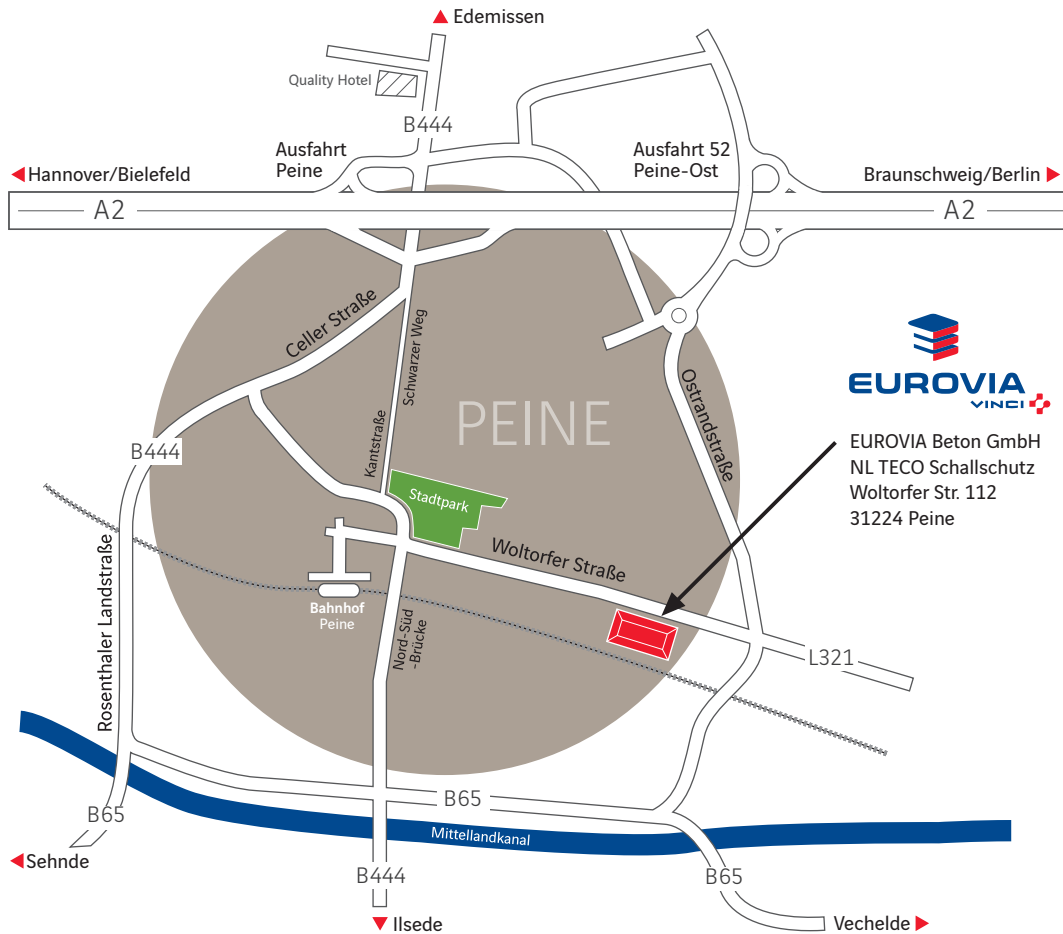 Edemissen
Quality Hotel
B444
Ausfahrt
Peine
Ausfahrt 52
Peine-Ost
Hannover/Bielefeld
Braunschweig/Berlin
A2
A2
Celler Straße
Schwarzer Weg
Ostrandstraße
EUROVIA
VINCI
PEINE
Kantstraße
B444
EUROVIA Beton GmbH
NL TECO Schallschutz
Woltorfer Str. 112
31224 Peine
Stadtpark
Woltorfer Straße
Rosenthaler Landstraße
Bahnhof
Peine
Nord-Süd
-Brücke
L321
B65
B65
Mittellandkanal
Sehnde
B444
B65
Ilsede
Vechelde